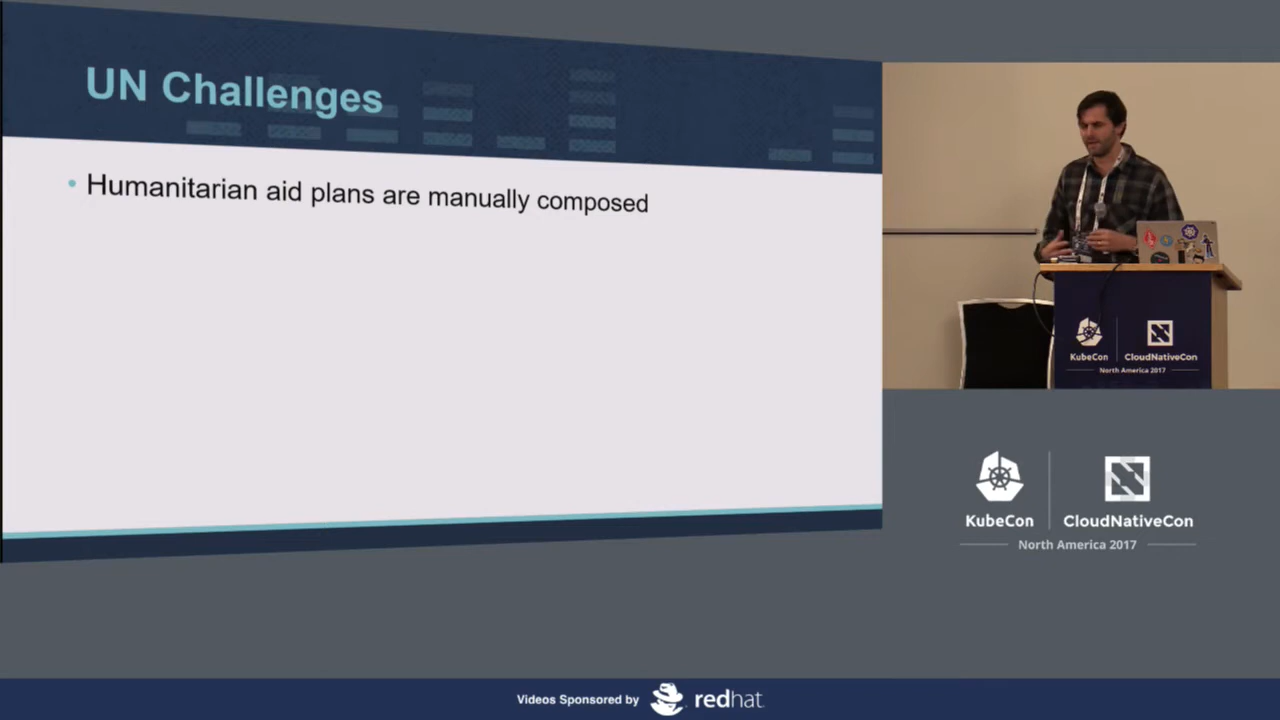 UN Challenges
• Humanitarian aid plans are manually composed
KubeCon
CloudNativeCon
North America 2017
KubeCon
CloudNativeCon
North America 2017
Videos Sponsored by
redhat